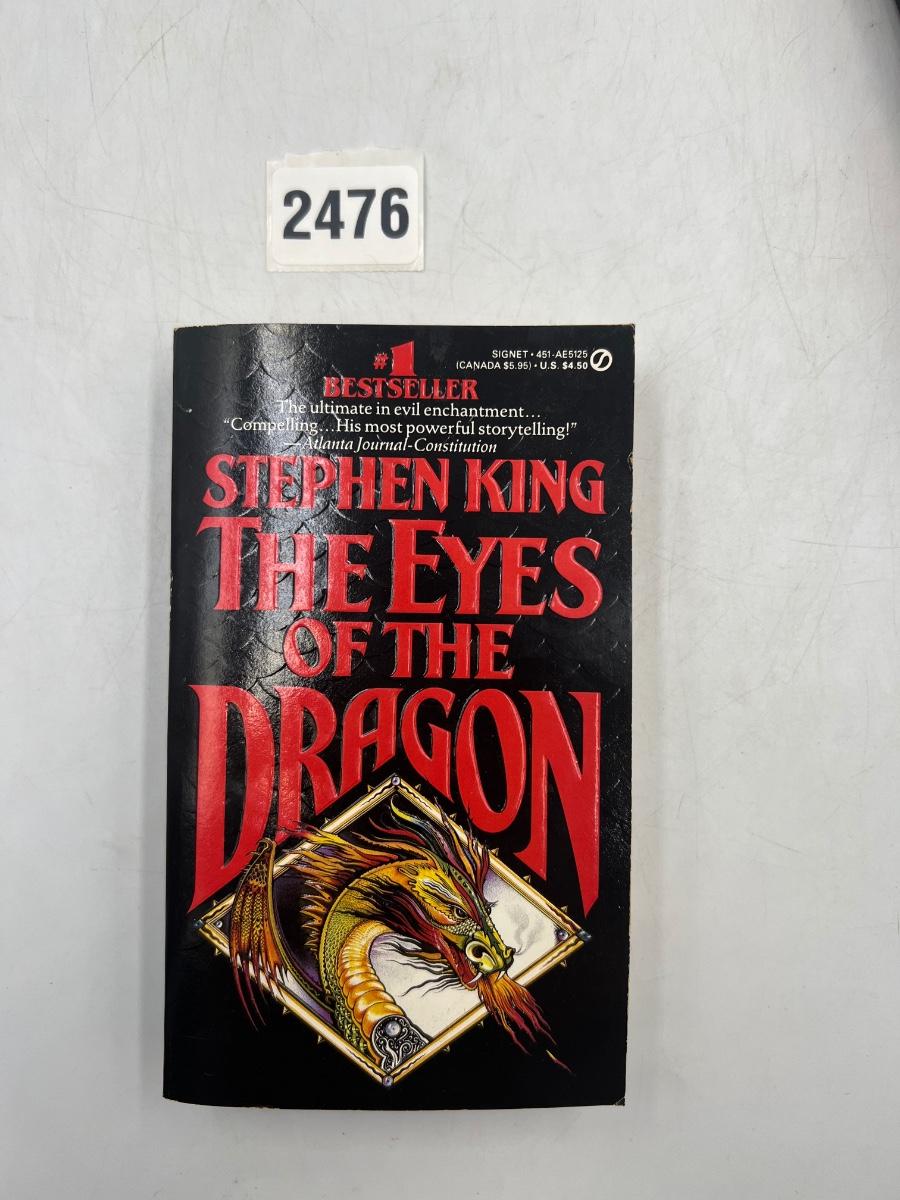 2476
#1
BESTSELLER
SIGNET • 451-AE5125
(CANADA $5.95) • U.S. $4.50
The ultimate in evil enchantment...
"Compelling...His most powerful storytelling!"
—Atlanta Journal-Constitution
STEPHEN KING
THE EYES
OF THE
DRAGON